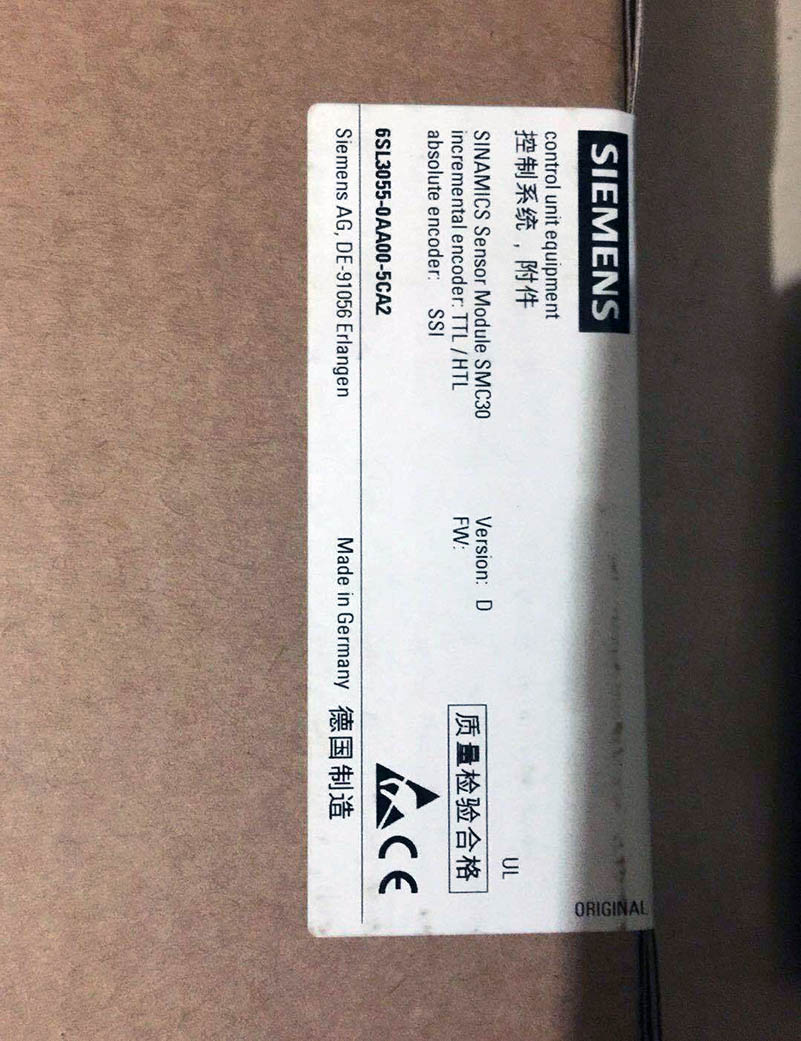 SIEMENS
control unit equipment
控制系统，附件
SINAMICS Sensor Module SMC30
incremental encoder: TTL / HTL
absolute encoder: SSI
Version: D
FW:
6SL3055-0AA00-5CA2
Siemens AG, DE-91056 Erlangen
Made in Germany 德国制造
ORIGINAL
UL
质量检验合格
CE